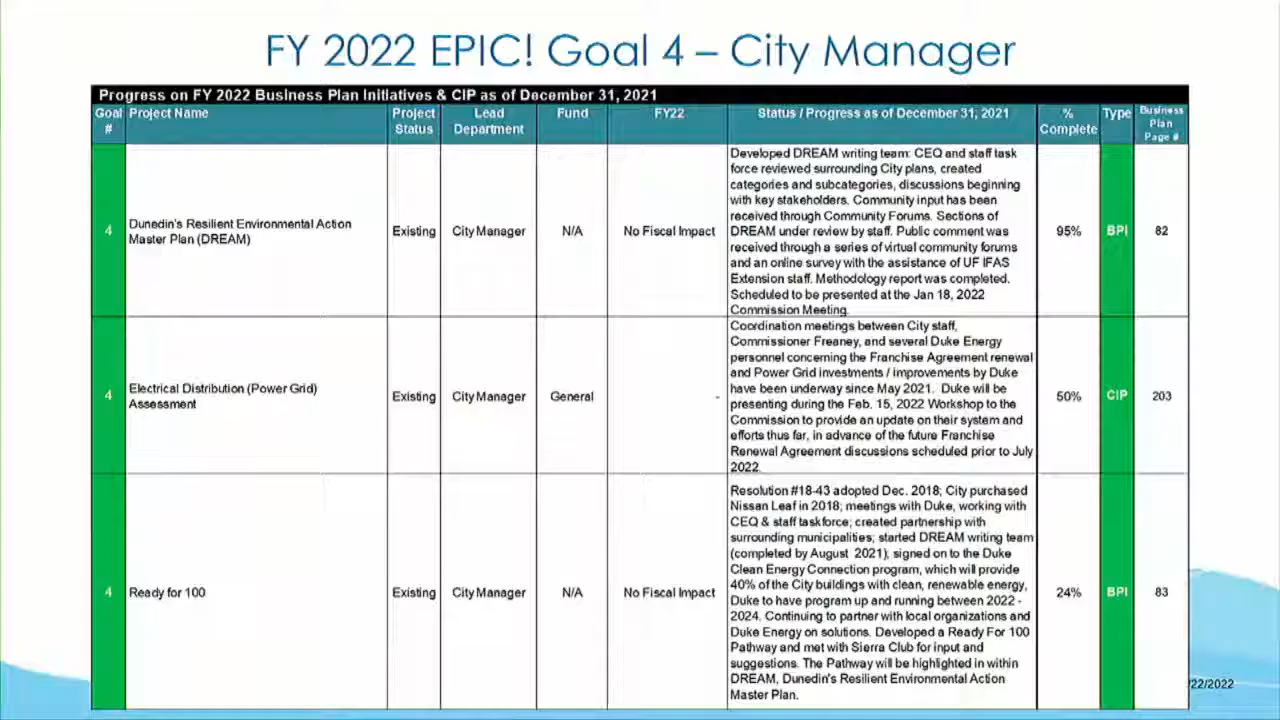 FY 2022 EPIC! Goal 4 – City Manager
Progress on FY 2022 Business Plan Initiatives & CIP as of December 31, 2021
Goal # Project Name Project Status Lead Department Fund FY22 Status / Progress as of December 31, 2021 % Complete Type Business Plan Page #
4
Dunedin's Resilient Environmental Action
Master Plan (DREAM)
Existing
City Manager
N/A
No Fiscal Impact
Developed DREAM writing team: CEQ and staff task
force reviewed surrounding City plans, created
categories and subcategories, discussions beginning
with key stakeholders. Community input has been
received through Community Forums. Sections of
DREAM under review by staff. Public comment was
received through a series of virtual community forums
and an online survey with the assistance of UF IFAS
Extension staff. Methodology report was completed.
Scheduled to be presented at the Jan 18, 2022
Commission Meeting.
95%
BPI
82
4
Electrical Distribution (Power Grid)
Assessment
Existing
City Manager
General
-
Coordination meetings between City staff,
Commissioner Freaney, and several Duke Energy
personnel concerning the Franchise Agreement renewal
and Power Grid investments / improvements by Duke
have been underway since May 2021. Duke will be
presenting during the Feb. 15, 2022 Workshop to the
Commission to provide an update on their system and
efforts thus far, in advance of the future Franchise
Renewal Agreement discussions scheduled prior to July
2022.
50%
CIP
203
4
Ready for 100
Existing
City Manager
N/A
No Fiscal Impact
Resolution #18-43 adopted Dec. 2018; City purchased
Nissan Leaf in 2018; meetings with Duke, working with
CEQ & staff taskforce; created partnership with
surrounding municipalities; started DREAM writing team
(completed by August 2021); signed on to the Duke
Clean Energy Connection program, which will provide
40% of the City buildings with clean, renewable energy,
Duke to have program up and running between 2022 -
2024. Continuing to partner with local organizations and
Duke Energy on solutions. Developed a Ready For 100
Pathway and met with Sierra Club for input and
suggestions. The Pathway will be highlighted in within
DREAM, Dunedin's Resilient Environmental Action
Master Plan.
24%
BPI
83
/22/2022